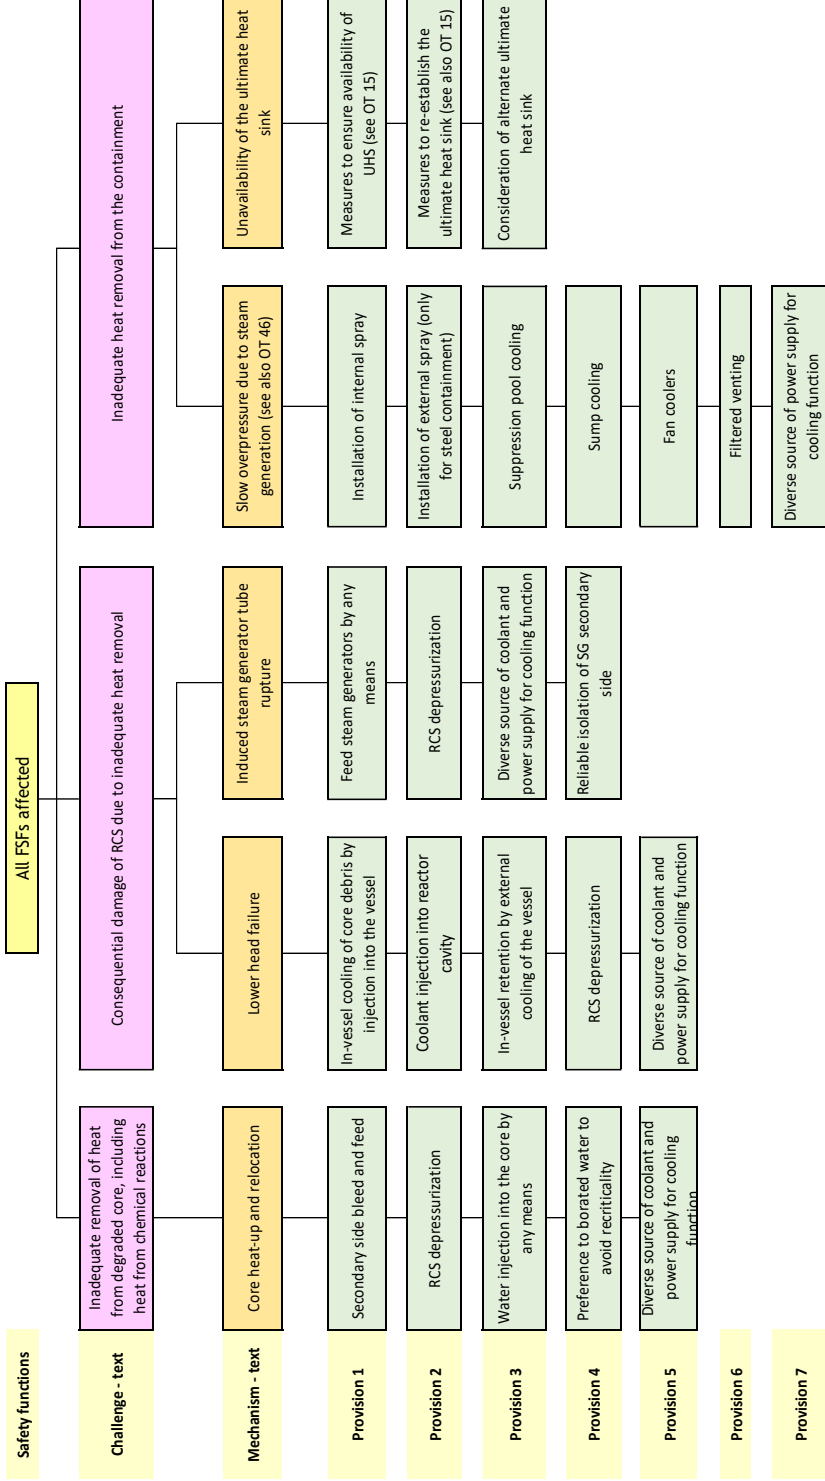 Safety functions
All FSFs affected
Challenge - text
Inadequate removal of heat
from degraded core, including
heat from chemical reactions
Consequential damage of RCS due to inadequate heat removal
Inadequate heat removal from the containment
Mechanism - text
Core heat-up and relocation
Lower head failure
Induced steam generator tube
rupture
Slow overpressure due to steam
generation (see also OT 46)
Unavailability of the ultimate heat
sink
Provision 1
Secondary side bleed and feed
In-vessel cooling of core debris by
injection into the vessel
Feed steam generators by any
means
Installation of internal spray
Measures to ensure availability of
UHS (see OT 15)
Provision 2
RCS depressurization
Coolant injection into reactor
cavity
RCS depressurization
Installation of external spray (only
for steel containment)
Measures to re-establish the
ultimate heat sink (see also OT 15)
Provision 3
Water injection into the core by
any means
In-vessel retention by external
cooling of the vessel
Diverse source of coolant and
power supply for cooling function
Suppression pool cooling
Consideration of alternate ultimate
heat sink
Provision 4
Preference to borated water to
avoid recriticality
RCS depressurization
Reliable isolation of SG secondary
side
Sump cooling
Provision 5
Diverse source of coolant and
power supply for cooling
function
Diverse source of coolant and
power supply for cooling function
Fan coolers
Provision 6
Filtered venting
Provision 7
Diverse source of power supply for
cooling function